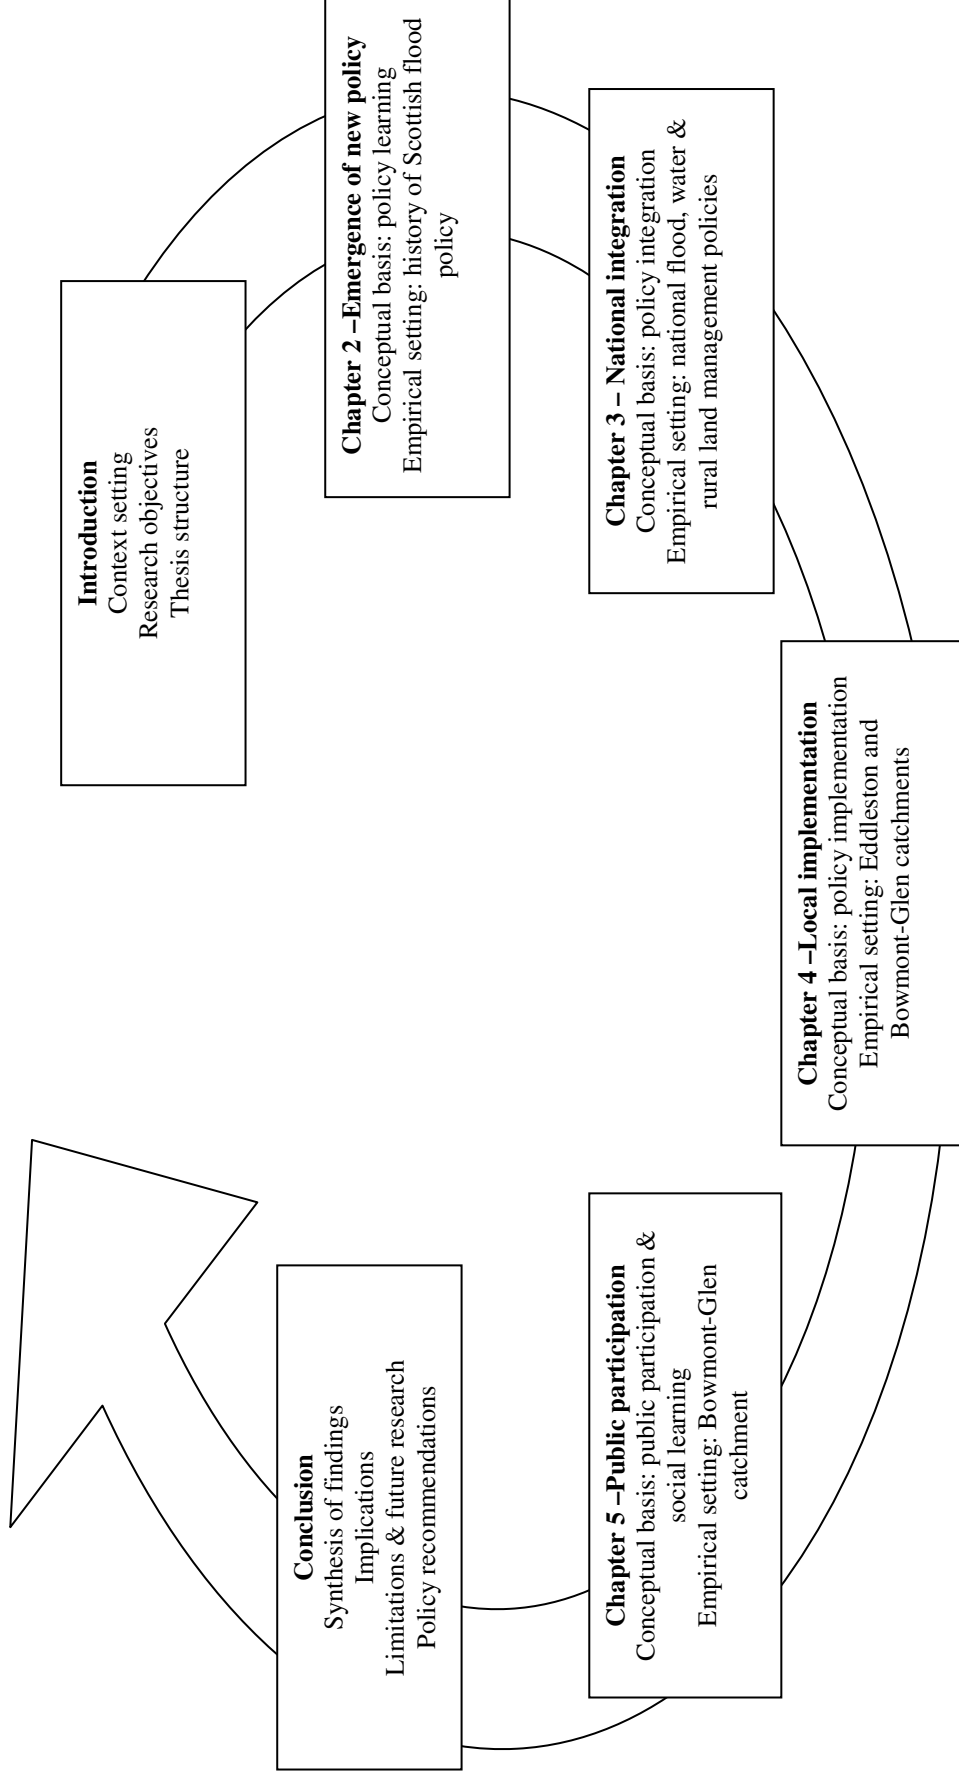 Introduction
Context setting
Research objectives
Thesis structure
Chapter 2 –Emergence of new policy
Conceptual basis: policy learning
Empirical setting: history of Scottish flood
policy
Chapter 3 – National integration
Conceptual basis: policy integration
Empirical setting: national flood, water &
rural land management policies
Chapter 4 –Local implementation
Conceptual basis: policy implementation
Empirical setting: Eddleston and
Bowmont-Glen catchments
Chapter 5 –Public participation
Conceptual basis: public participation &
social learning
Empirical setting: Bowmont-Glen
catchment
Conclusion
Synthesis of findings
Implications
Limitations & future research
Policy recommendations